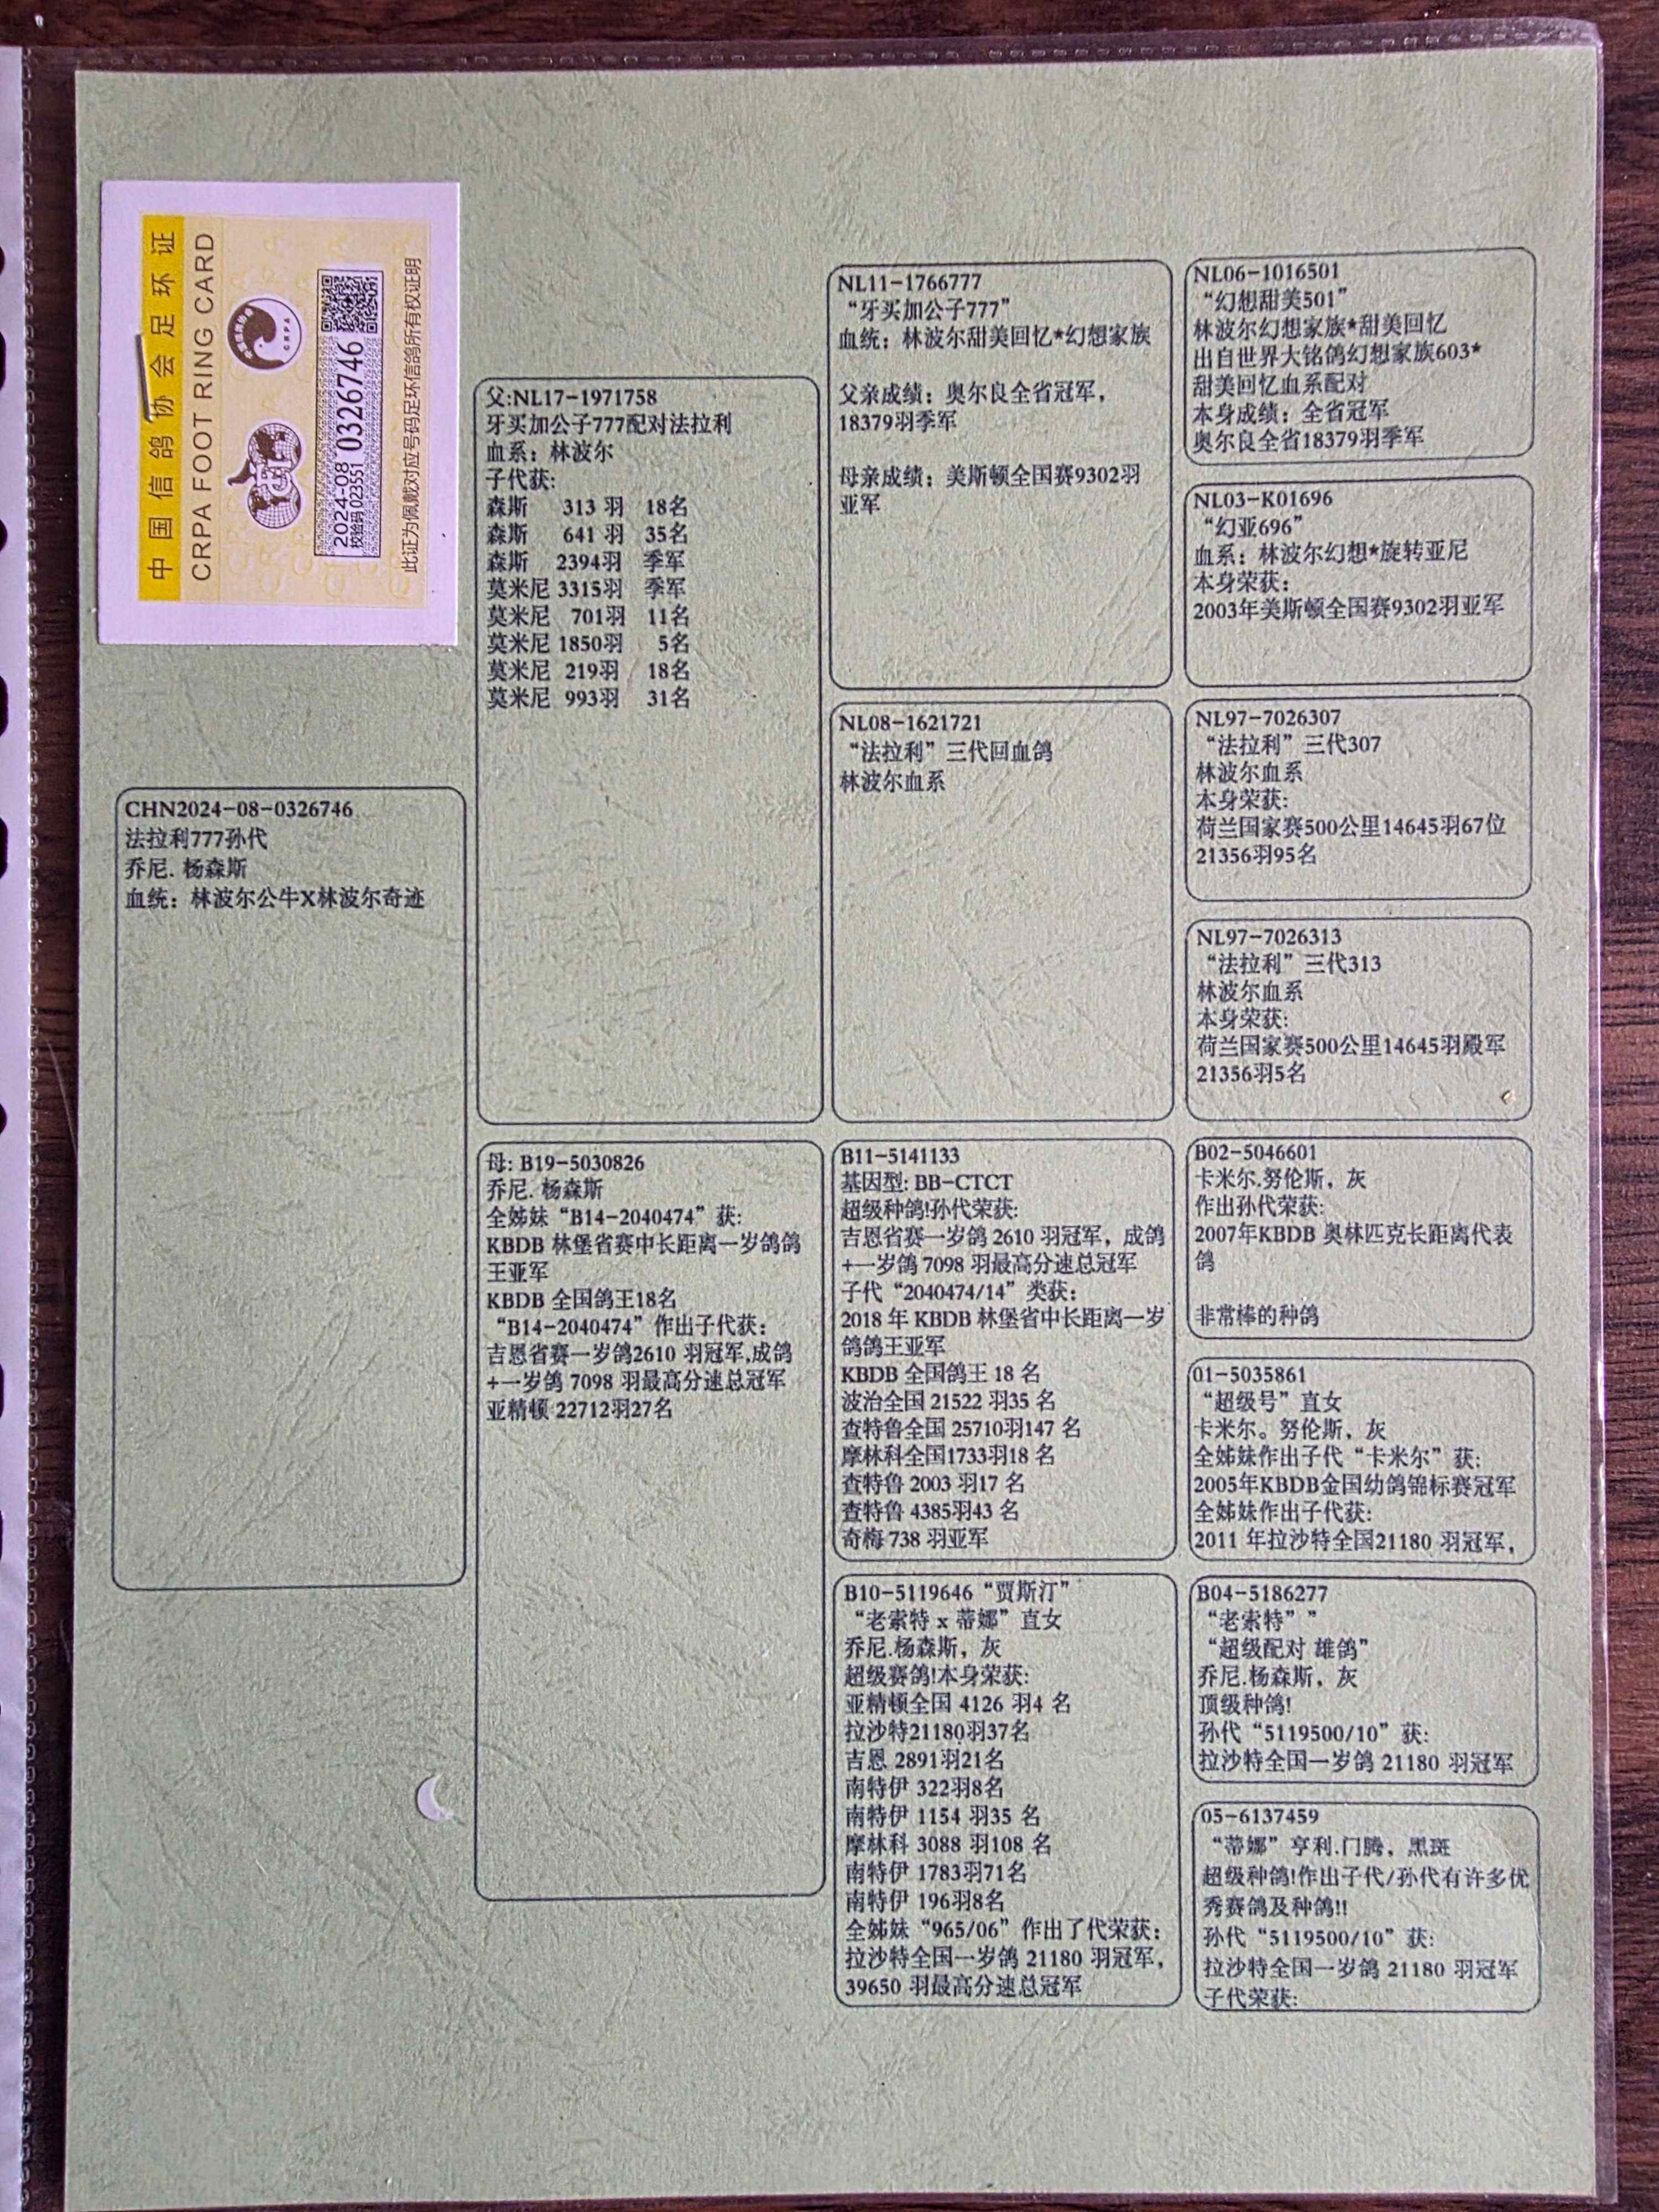 中国信鸽协会足环证
CRPA FOOT RING CARD
CRPA
2024-08
校验码 023551
0326746
此证为佩戴对应号码足环信鸽所有权证明
CHN2024-08-0326746
法拉利777孙代
乔尼. 杨森斯
血统：林波尔公牛X林波尔奇迹
父:NL17-1971758
牙买加公子777配对法拉利
血系：林波尔
子代获:
森斯 313 羽 18名
森斯 641 羽 35名
森斯 2394羽 季军
莫米尼 3315羽 季军
莫米尼 701羽 11名
莫米尼 1850羽 5名
莫米尼 219羽 18名
莫米尼 993羽 31名
母: B19-5030826
乔尼. 杨森斯
全姊妹“B14-2040474”获:
KBDB 林堡省赛中长距离一岁鸽鸽
王亚军
KBDB 全国鸽王18名
“B14-2040474”作出子代获：
吉恩省赛一岁鸽2610 羽冠军,成鸽
+一岁鸽 7098 羽最高分速总冠军
亚精顿 22712羽27名
NL11-1766777
“牙买加公子777”
血统：林波尔甜美回忆*幻想家族
父亲成绩：奥尔良全省冠军，
18379羽季军
母亲成绩：美斯顿全国赛9302羽
亚军
NL08-1621721
“法拉利”三代回血鸽
林波尔血系
B11-5141133
基因型: BB-CTCT
超级种鸽!孙代荣获:
吉恩省赛一岁鸽 2610 羽冠军，成鸽
+一岁鸽 7098 羽最高分速总冠军
子代“2040474/14”类获：
2018 年 KBDB 林堡省中长距离一岁
鸽鸽王亚军
KBDB 全国鸽王 18 名
波治全国 21522 羽35 名
查特鲁全国 25710羽147 名
摩林科全国1733羽18 名
查特鲁 2003 羽17 名
查特鲁 4385羽43 名
奇梅 738 羽亚军
B10-5119646“贾斯汀”
“老索特 x 蒂娜”直女
乔尼.杨森斯，灰
超级赛鸽!本身荣获:
亚精顿全国 4126 羽4 名
拉沙特21180羽37名
吉恩 2891羽21名
南特伊 322羽8名
南特伊 1154 羽35 名
摩林科 3088 羽108 名
南特伊 1783羽71名
南特伊 196羽8名
全姊妹“965/06”作出了代荣获：
拉沙特全国一岁鸽 21180 羽冠军，
39650 羽最高分速总冠军
NL06-1016501
“幻想甜美501”
林波尔幻想家族*甜美回忆
出自世界大铭鸽幻想家族603*
甜美回忆血系配对
本身成绩：全省冠军
奥尔良全省18379羽季军
NL03-K01696
“幻亚696”
血系：林波尔幻想*旋转亚尼
本身荣获：
2003年美斯顿全国赛9302羽亚军
NL97-7026307
“法拉利”三代307
林波尔血系
本身荣获:
荷兰国家赛500公里14645羽67位
21356羽95名
NL97-7026313
“法拉利”三代313
林波尔血系
本身荣获:
荷兰国家赛500公里14645羽殿军
21356羽5名
B02-5046601
卡米尔.努伦斯，灰
作出孙代荣获:
2007年KBDB 奥林匹克长距离代表
鸽
非常棒的种鸽
01-5035861
“超级号”直女
卡米尔。努伦斯，灰
全姊妹作出子代“卡米尔”获:
2005年KBDB金国幼鸽锦标赛冠军
全姊妹作出子代获:
2011 年拉沙特全国21180 羽冠军，
B04-5186277
“老索特””
“超级配对 雄鸽”
乔尼.杨森斯，灰
顶级种鸽!
孙代“5119500/10”获:
拉沙特全国一岁鸽 21180 羽冠军
05-6137459
“蒂娜”亨利.门腾，黑斑
超级种鸽!作出子代/孙代有许多优
秀赛鸽及种鸽!!
孙代“5119500/10”获:
拉沙特全国一岁鸽 21180 羽冠军
子代荣获: